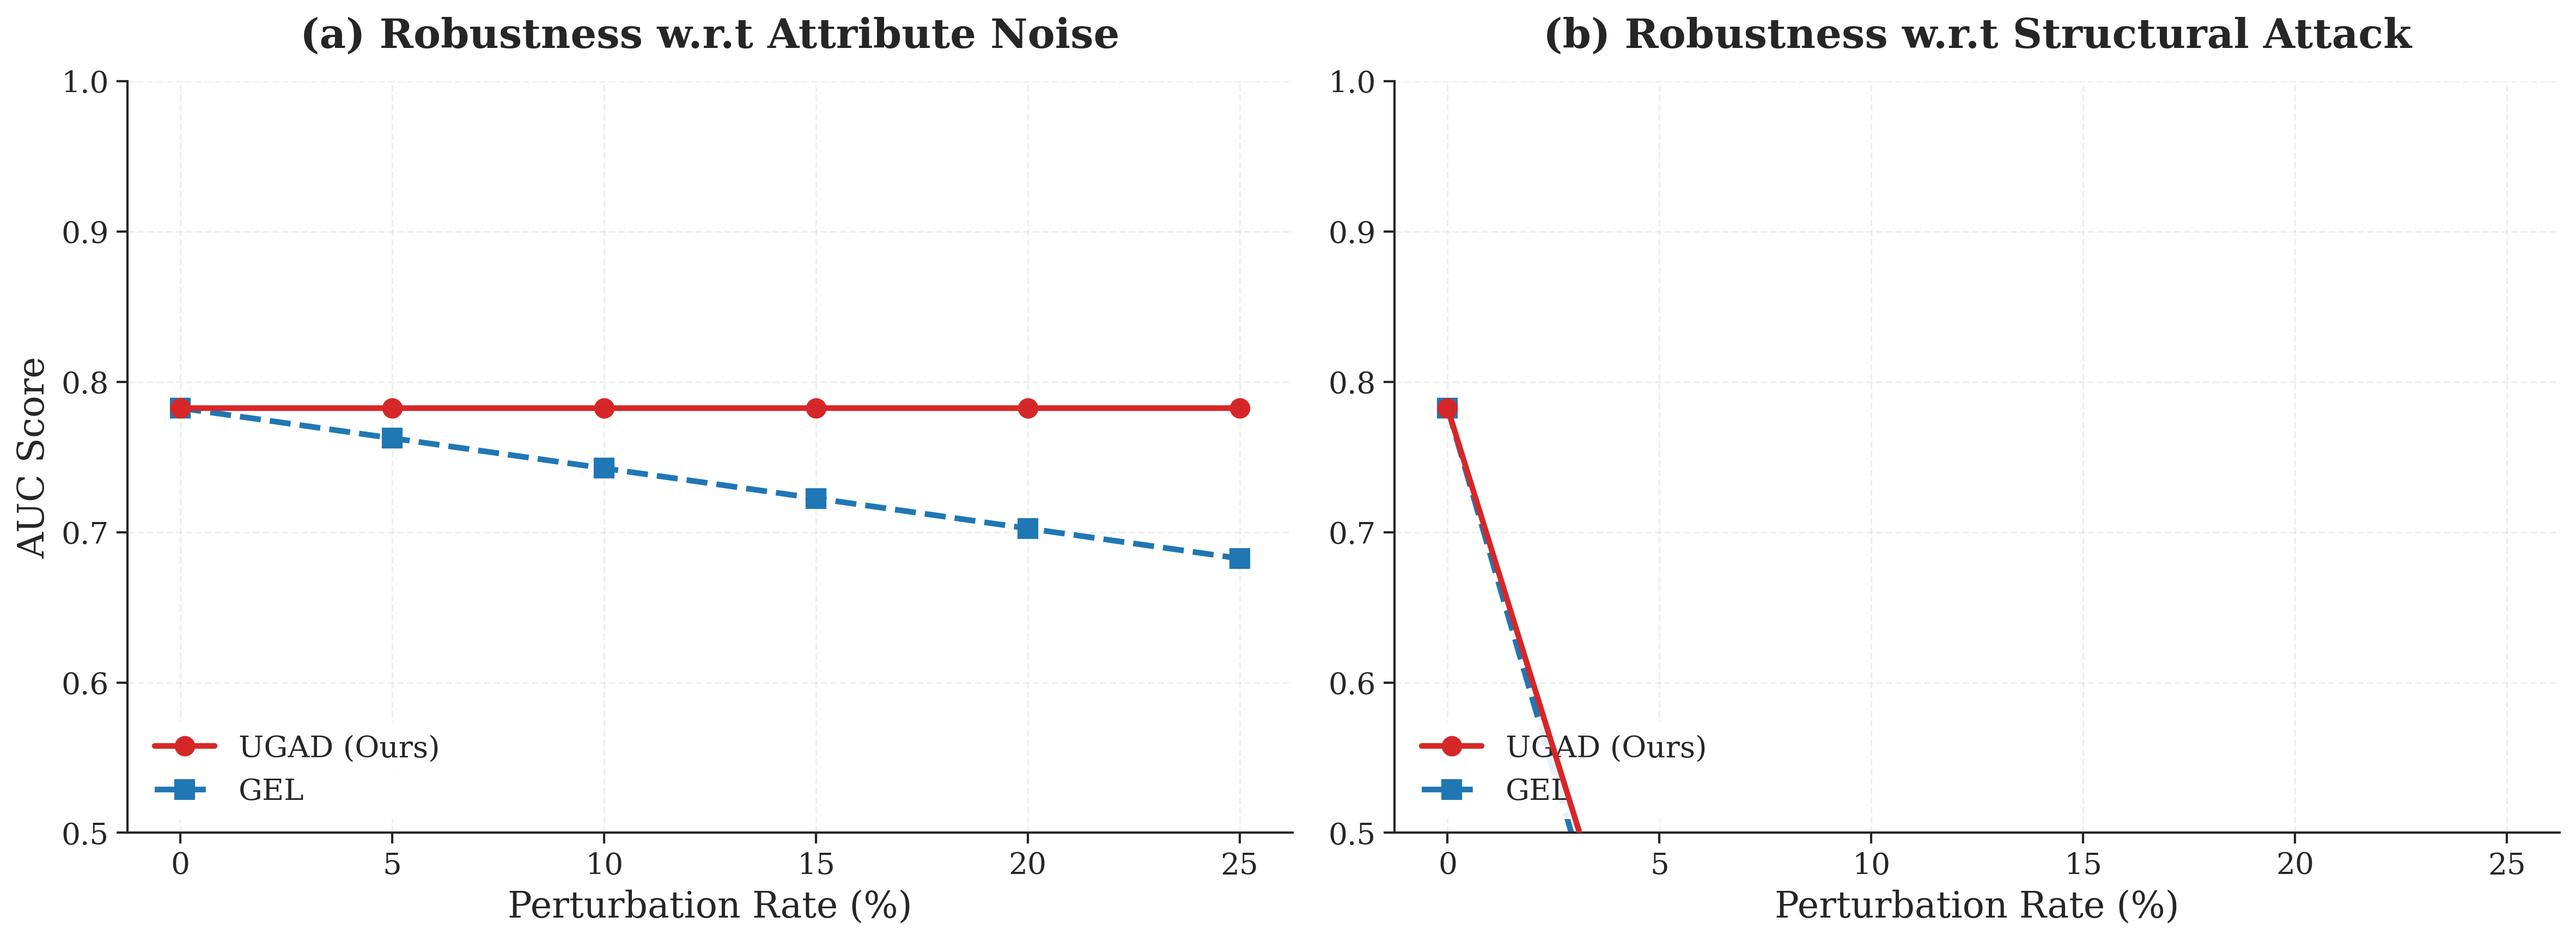 (a) Robustness w.r.t Attribute Noise
AUC Score
1.0
0.9
0.8
0.7
0.6
0.5
UGAD (Ours)
GEL
0 5 10 15 20 25
Perturbation Rate (%)
(b) Robustness w.r.t Structural Attack
1.0
0.9
0.8
0.7
0.6
0.5
UGAD (Ours)
GEL
0 5 10 15 20 25
Perturbation Rate (%)